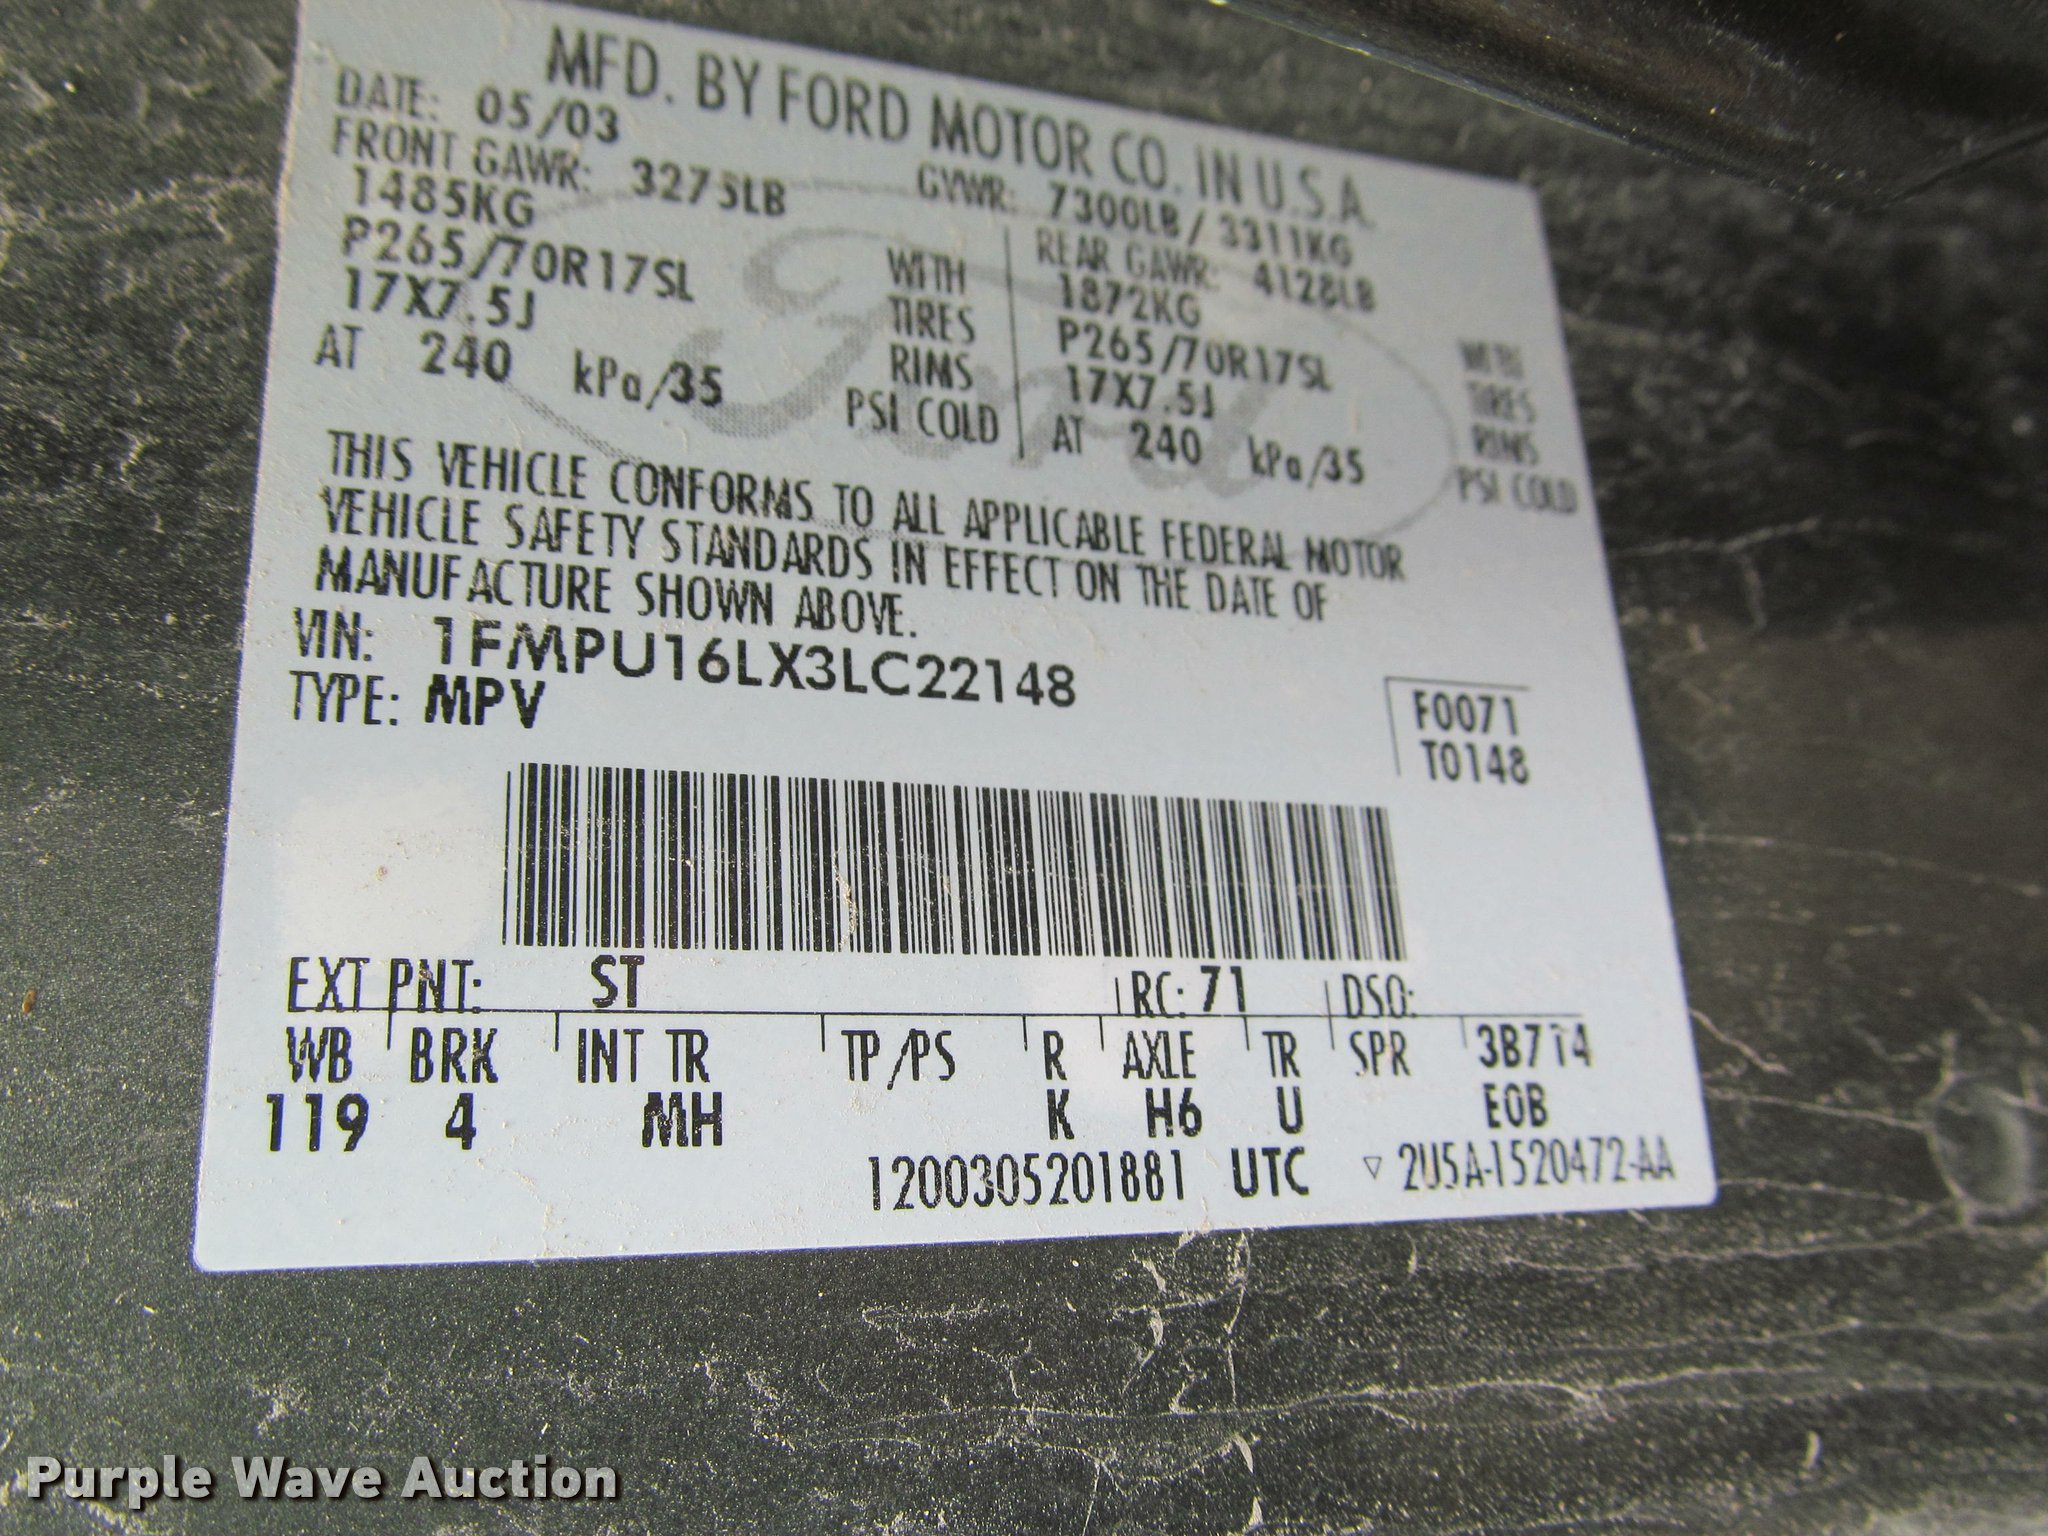 MFD. BY FORD MOTOR CO. IN U.S.A.
DATE: 05/03 GVWR: 7300LB / 3311KG
FRONT GAWR: 3275LB REAR GAWR: 4128LB
1485KG WITH 1872KG WITH
P265/70R17SL TIRES P265/70R17SL TIRES
17X7.5J RIMS 17X7.5J RIMS
AT 240 kPa/35 PSI COLD AT 240 kPa/35 PSI COLD
Ford
THIS VEHICLE CONFORMS TO ALL APPLICABLE FEDERAL MOTOR
VEHICLE SAFETY STANDARDS IN EFFECT ON THE DATE OF
MANUFACTURE SHOWN ABOVE.
VIN: 1FMPU16LX3LC22148
TYPE: MPV
F0071
T0148
EXT PNT: ST RC: 71 DSO:
WB BRK INT TR TP/PS R AXLE TR SPR 3B714
119 4 MH K H6 U E0B
1200305201881 UTC ▽ 2U5A-1520472-AA
Purple Wave Auction